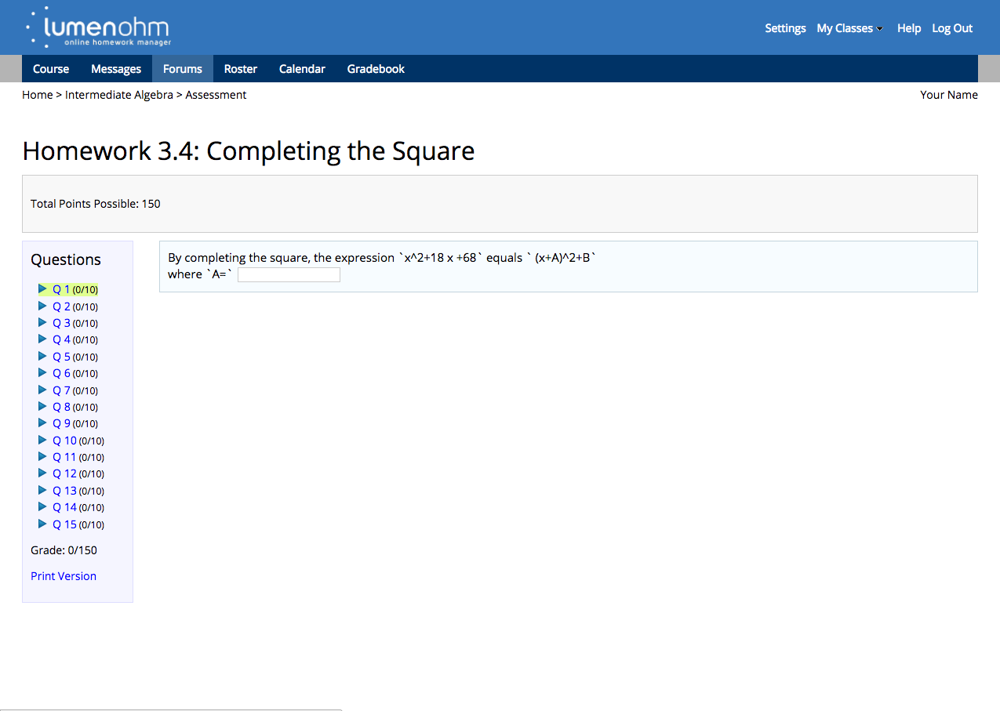 lumenohm
online homework manager
Settings My Classes Help Log Out
Course Messages Forums Roster Calendar Gradebook
Home > Intermediate Algebra > Assessment
Your Name
Homework 3.4: Completing the Square
Total Points Possible: 150
Questions
Q 1 (0/10)
Q 2 (0/10)
Q 3 (0/10)
Q 4 (0/10)
Q 5 (0/10)
Q 6 (0/10)
Q 7 (0/10)
Q 8 (0/10)
Q 9 (0/10)
Q 10 (0/10)
Q 11 (0/10)
Q 12 (0/10)
Q 13 (0/10)
Q 14 (0/10)
Q 15 (0/10)
Grade: 0/150
Print Version
By completing the square, the expression `x^2+18 x +68` equals ` (x+A)^2+B`
where `A=`